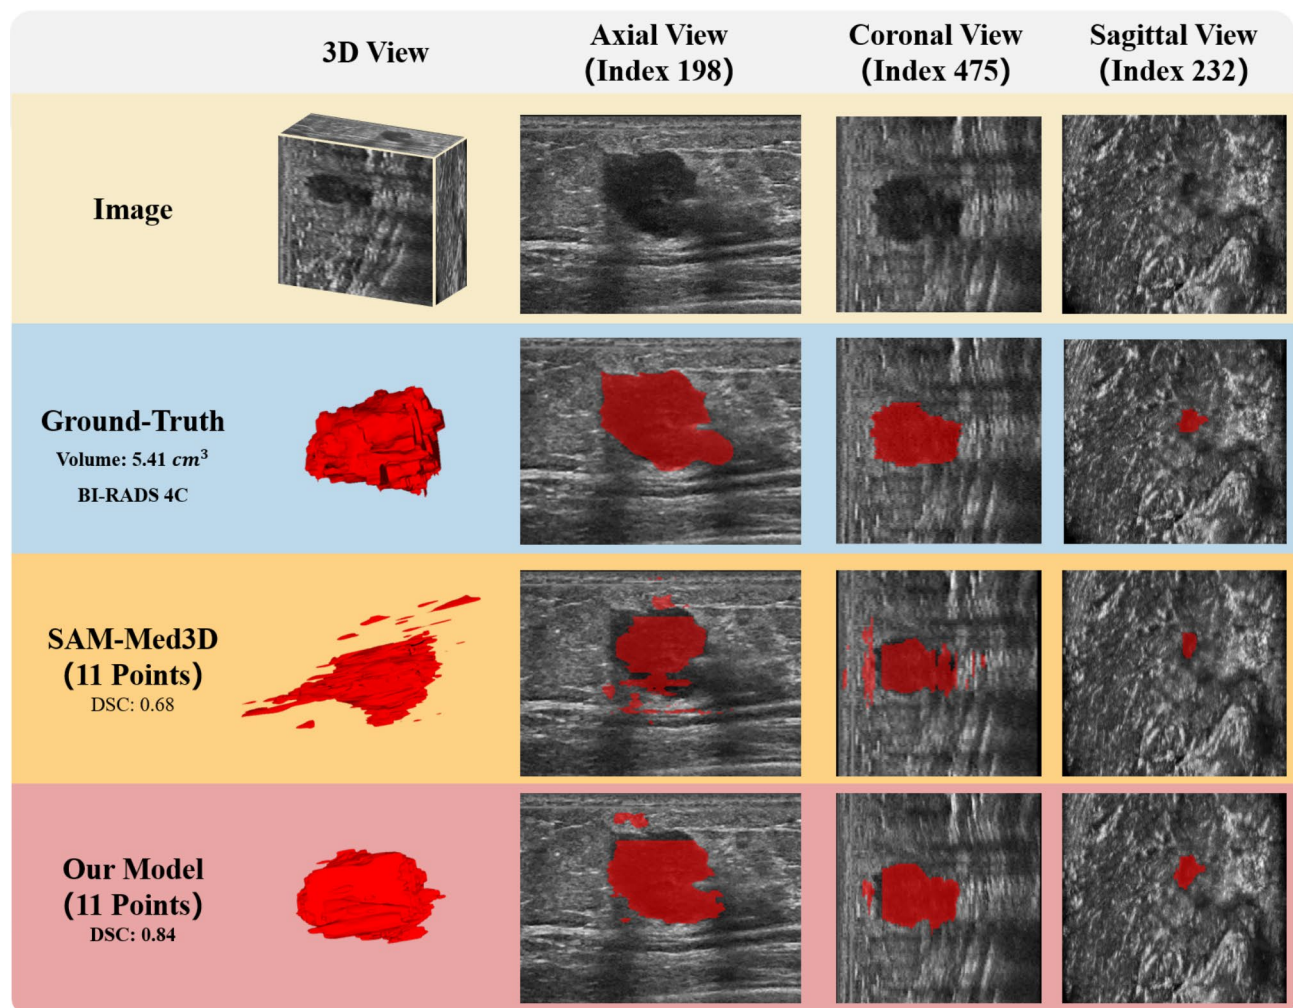 3D View
Axial View
(Index 198)
Coronal View
(Index 475)
Sagittal View
(Index 232)
Image
Ground-Truth
Volume: 5.41 cm³
BI-RADS 4C
SAM-Med3D
(11 Points)
DSC: 0.68
Our Model
(11 Points)
DSC: 0.84